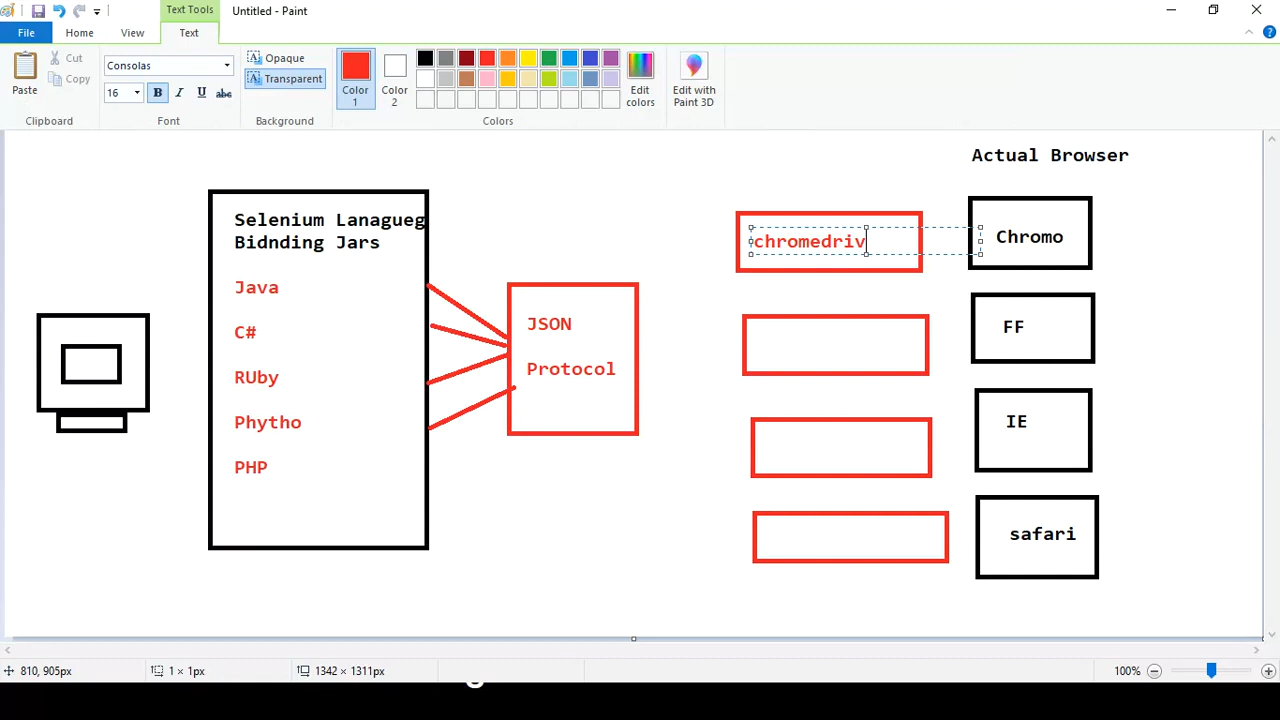 Text Tools
Untitled - Paint
File
Home
View
Text
Paste
Cut
Copy
Clipboard
Consolas
16
B
I
U
abc
Font
Opaque
Transparent
Background
Color
1
Color
2
Edit
colors
Colors
Edit with
Paint 3D
Actual Browser
Selenium Lanagueg
Bidnding Jars
Java
C#
RUby
Phytho
PHP
JSON
Protocol
chromedriv
Chromo
FF
IE
safari
810, 905px
1 × 1px
1342 × 1311px
100%